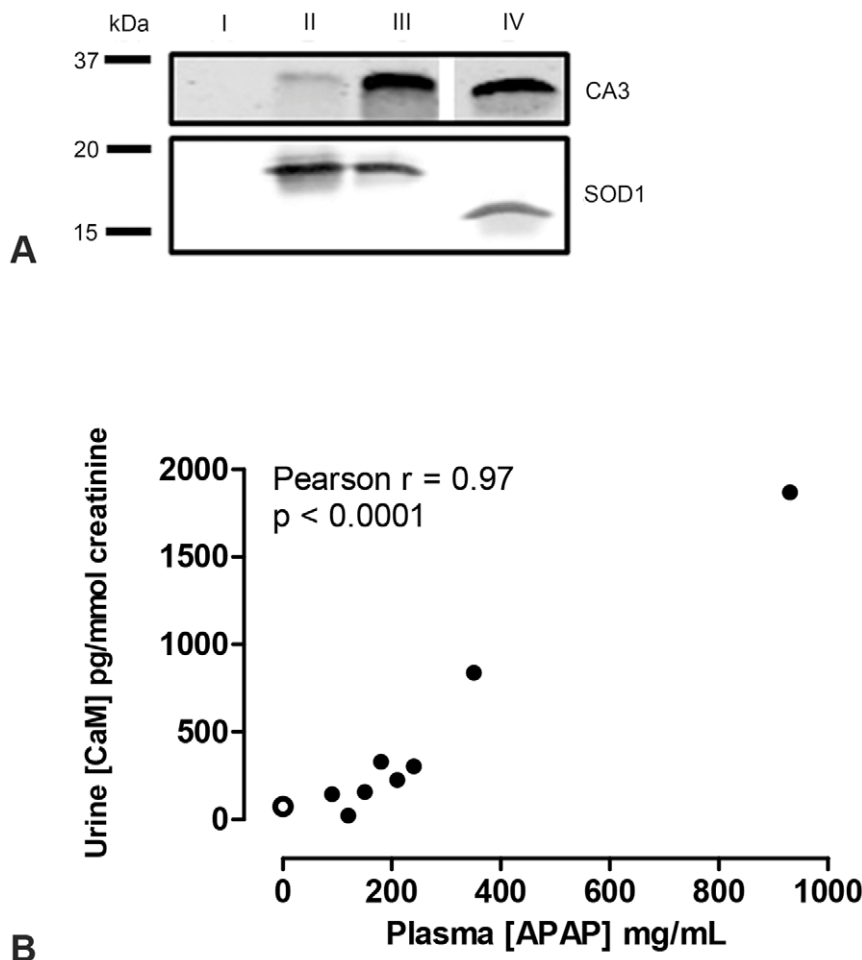 kDa I II III IV
37
CA3
20
SOD1
15
A
2000
Pearson r = 0.97
p < 0.0001
1500
1000
500
0
Urine [CaM] pg/mmol creatinine
0 200 400 600 800 1000
Plasma [APAP] mg/mL
B